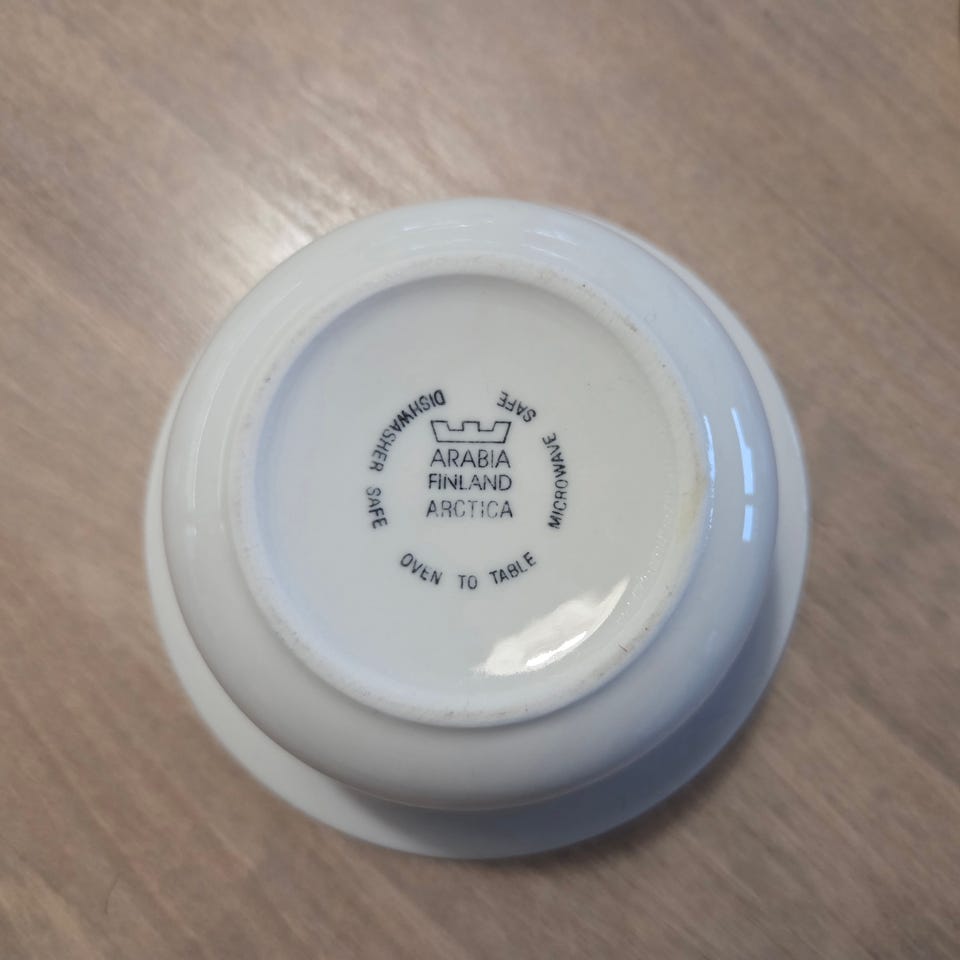 ARABIA
FINLAND
ARCTICA
DISHWASHER SAFE
OVEN TO TABLE
MICROWAVE SAFE